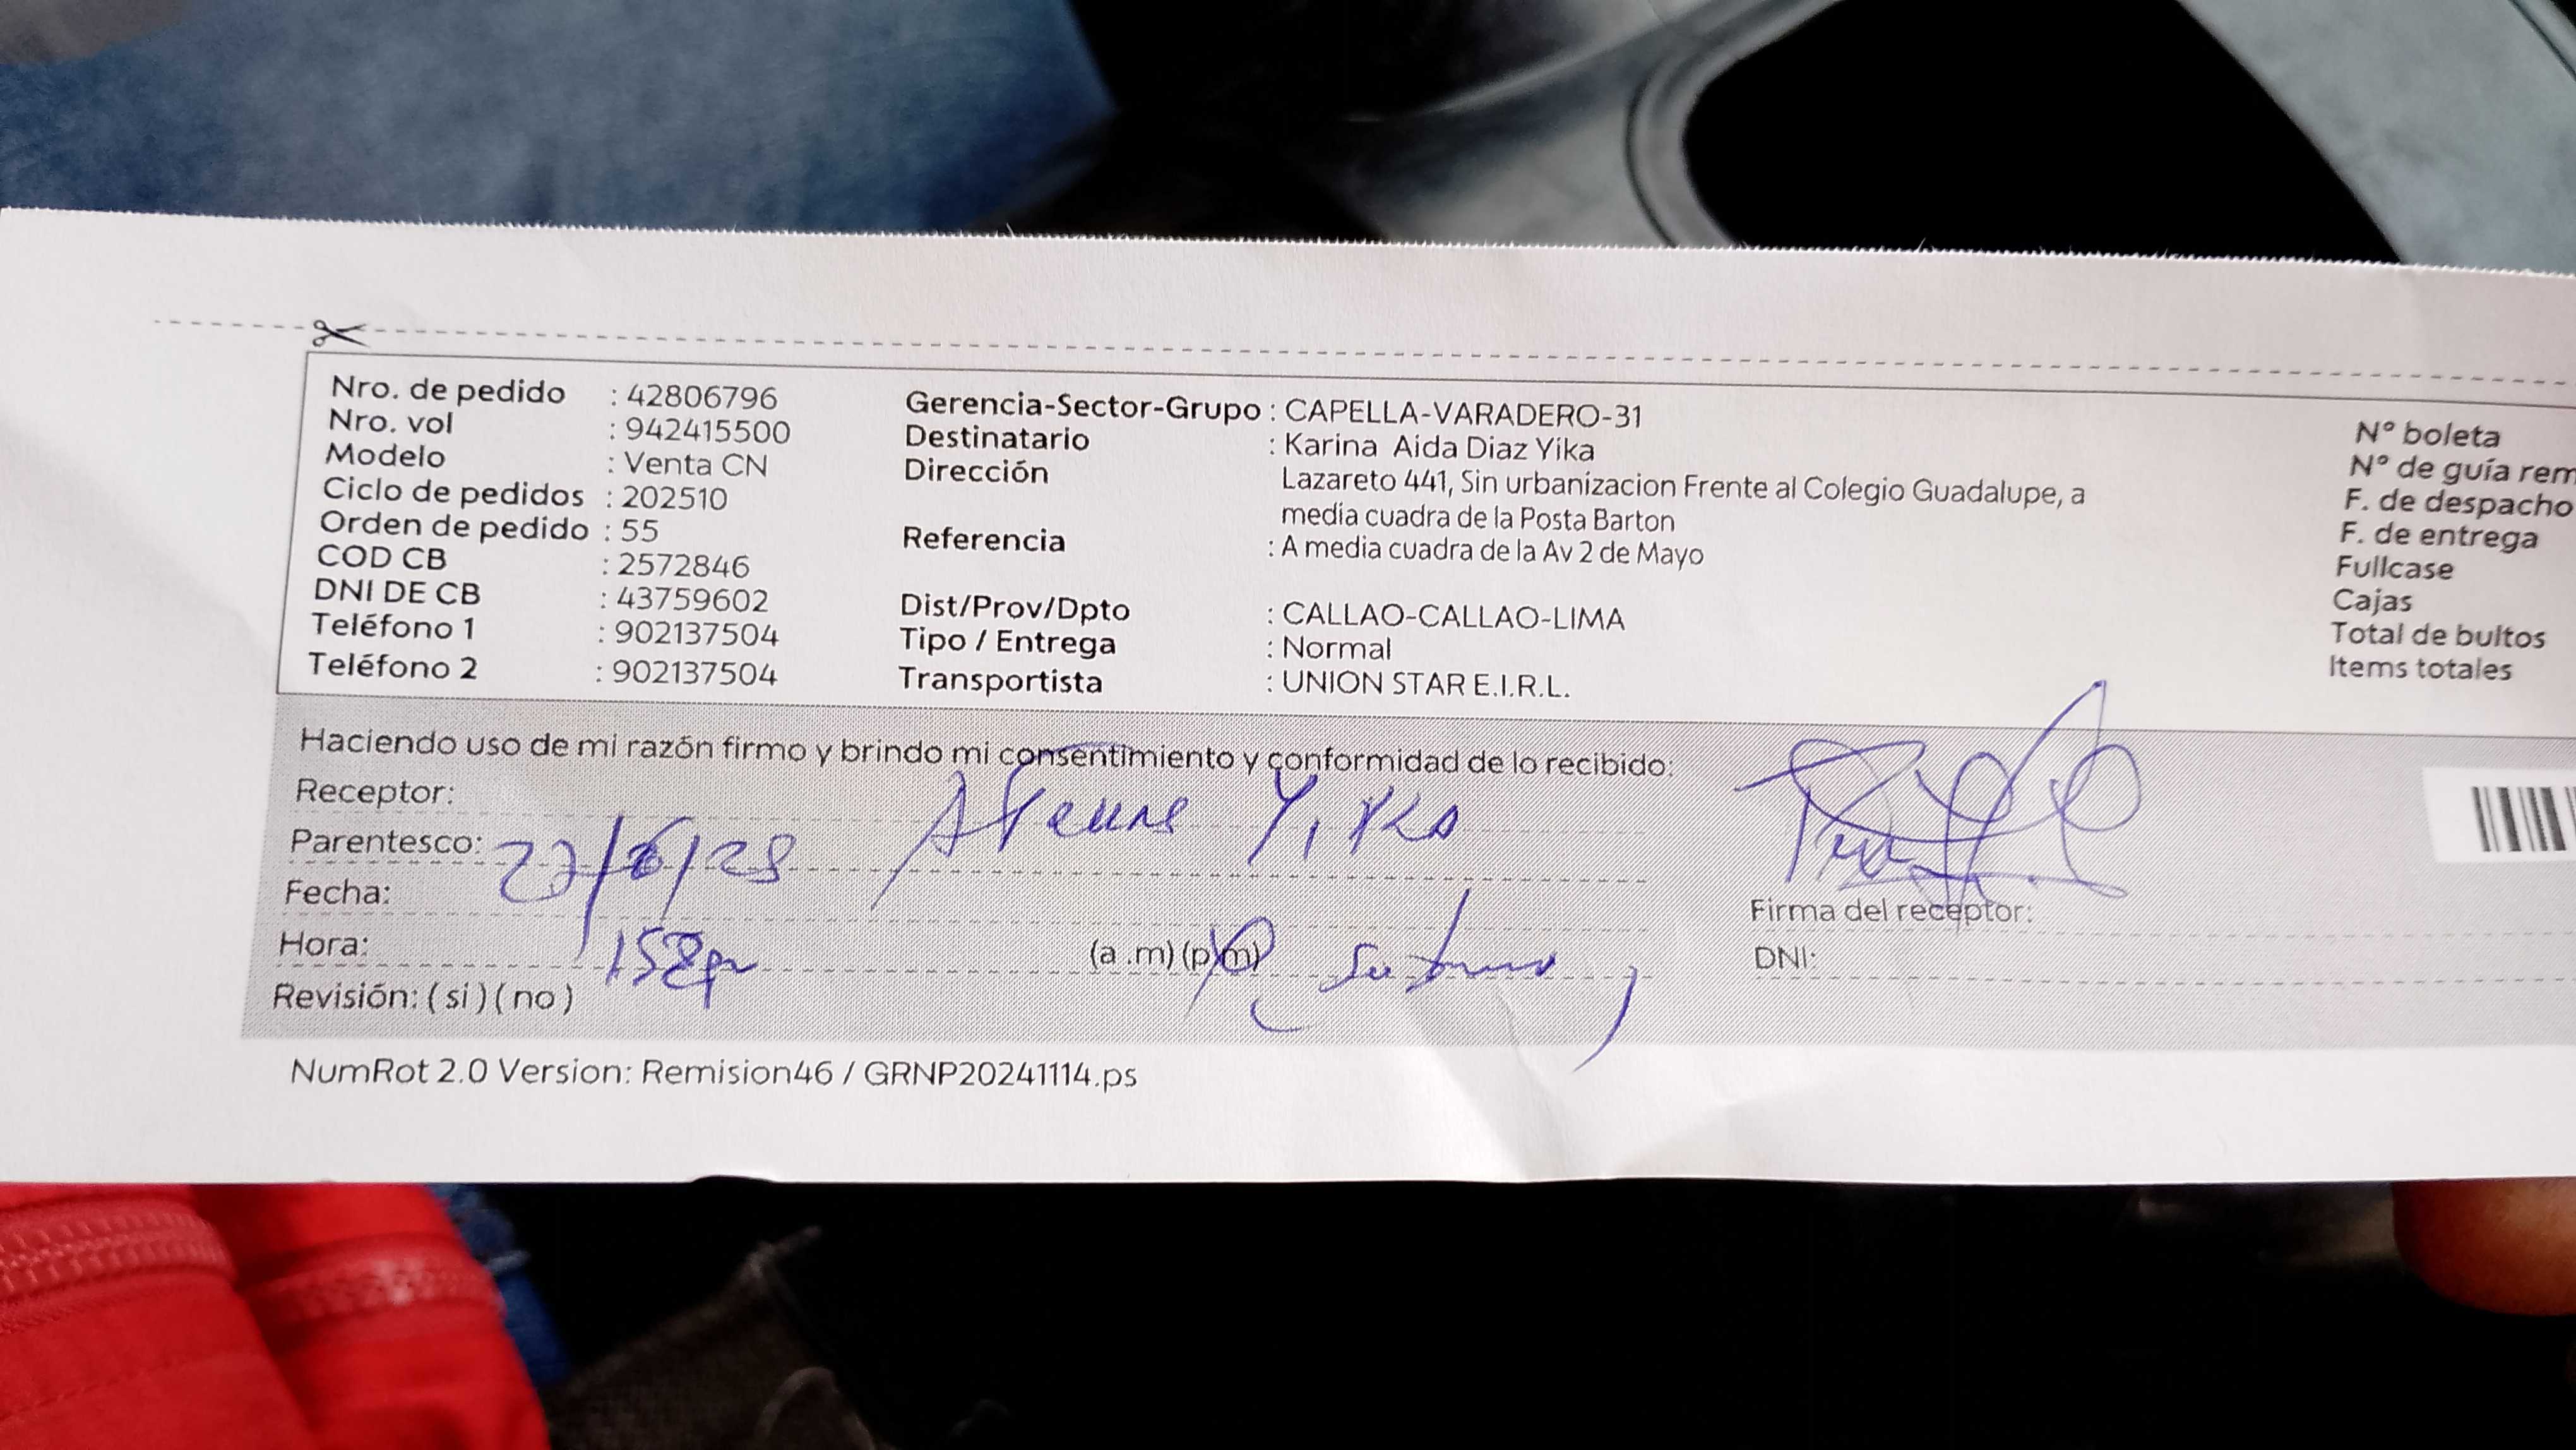 Nro. de pedido : 42806796
Nro. vol : 942415500
Modelo : Venta CN
Ciclo de pedidos : 202510
Orden de pedido : 55
COD CB : 2572846
DNI DE CB : 43759602
Teléfono 1 : 902137504
Teléfono 2 : 902137504
Gerencia-Sector-Grupo : CAPELLA-VARADERO-31
Destinatario : Karina Aida Diaz Yika
Dirección Lazareto 441, Sin urbanizacion Frente al Colegio Guadalupe, a
media cuadra de la Posta Barton
Referencia : A media cuadra de la Av 2 de Mayo
Dist/Prov/Dpto : CALLAO-CALLAO-LIMA
Tipo / Entrega : Normal
Transportista : UNION STAR E.I.R.L.
N° boleta
N° de guía rem
F. de despacho
F. de entrega
Fullcase
Cajas
Total de bultos
Items totales
Haciendo uso de mi razón firmo y brindo mi consentimiento y conformidad de lo recibido:
Receptor:
Parentesco:
Fecha:
Hora: (a .m) (p.m)
Revisión: ( si ) ( no )
Firma del receptor:
DNI:
NumRot 2.0 Version: Remision46 / GRNP20241114.ps